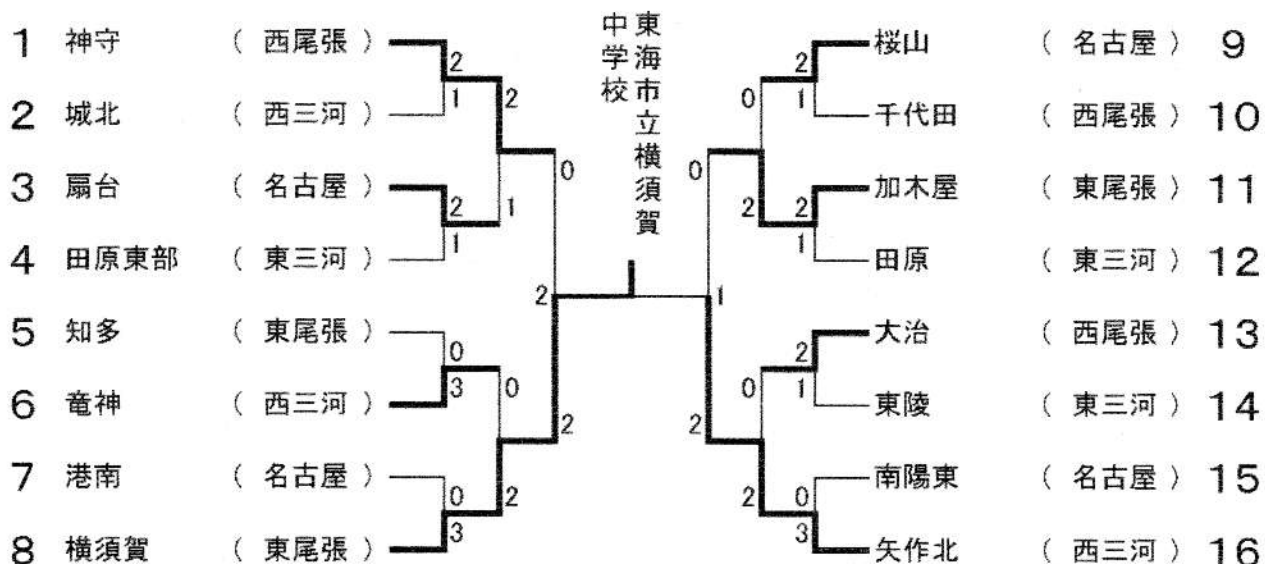 東海市立横須賀
中学校
1 神守 （ 西尾張 ）
2 城北 （ 西三河 ）
3 扇台 （ 名古屋 ）
4 田原東部 （ 東三河 ）
5 知多 （ 東尾張 ）
6 竜神 （ 西三河 ）
7 港南 （ 名古屋 ）
8 横須賀 （ 東尾張 ）
2
1
2
2
1
1
0
0
3
0
0
3
2
2
2
桜山 （ 名古屋 ） 9
千代田 （ 西尾張 ） 10
加木屋 （ 東尾張 ） 11
田原 （ 東三河 ） 12
大治 （ 西尾張 ） 13
東陵 （ 東三河 ） 14
南陽東 （ 名古屋 ） 15
矢作北 （ 西三河 ） 16
2
1
0
2
1
2
0
2
1
0
0
3
2
2
1